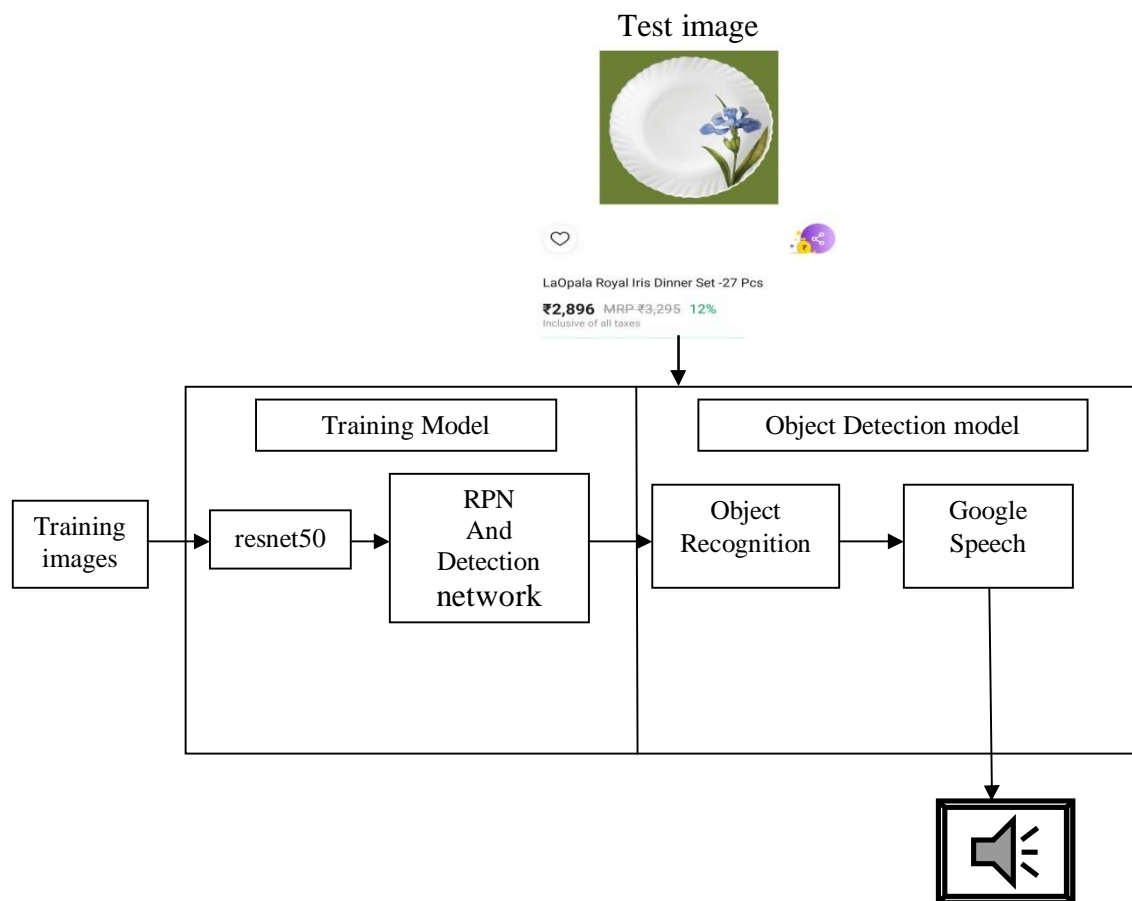 Test image
LaOpala Royal Iris Dinner Set -27 Pcs
₹2,896 MRP ₹3,295 12%
Inclusive of all taxes
Training Model
Object Detection model
Training
images
resnet50
RPN
And
Detection
network
Object
Recognition
Google
Speech